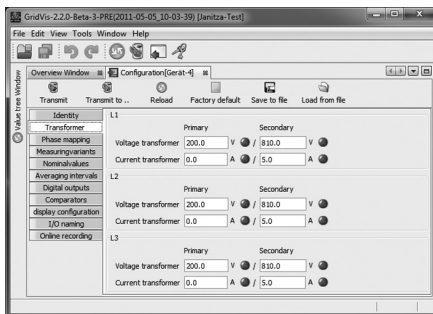 GridVis-2.2.0-Beta-3-PRE(2011-05-05_10-03-39) [Janitza-Test]
File Edit View Tools Window Help
Value tree Window
Overview Window Configuration[Gerät-4]
Transmit Transmit to .. Reload Factory default Save to file Load from file
Identity
Transformer
Phase mapping
Measuringvariants
Nominalvalues
Averaging intervals
Digital outputs
Comparators
display configuration
I/O naming
Online recording
L1
Primary Secondary
Voltage transformer 200.0 V / 810.0 V
Current transformer 0.0 A / 5.0 A
L2
Primary Secondary
Voltage transformer 200.0 V / 810.0 V
Current transformer 0.0 A / 5.0 A
L3
Primary Secondary
Voltage transformer 200.0 V / 810.0 V
Current transformer 0.0 A / 5.0 A